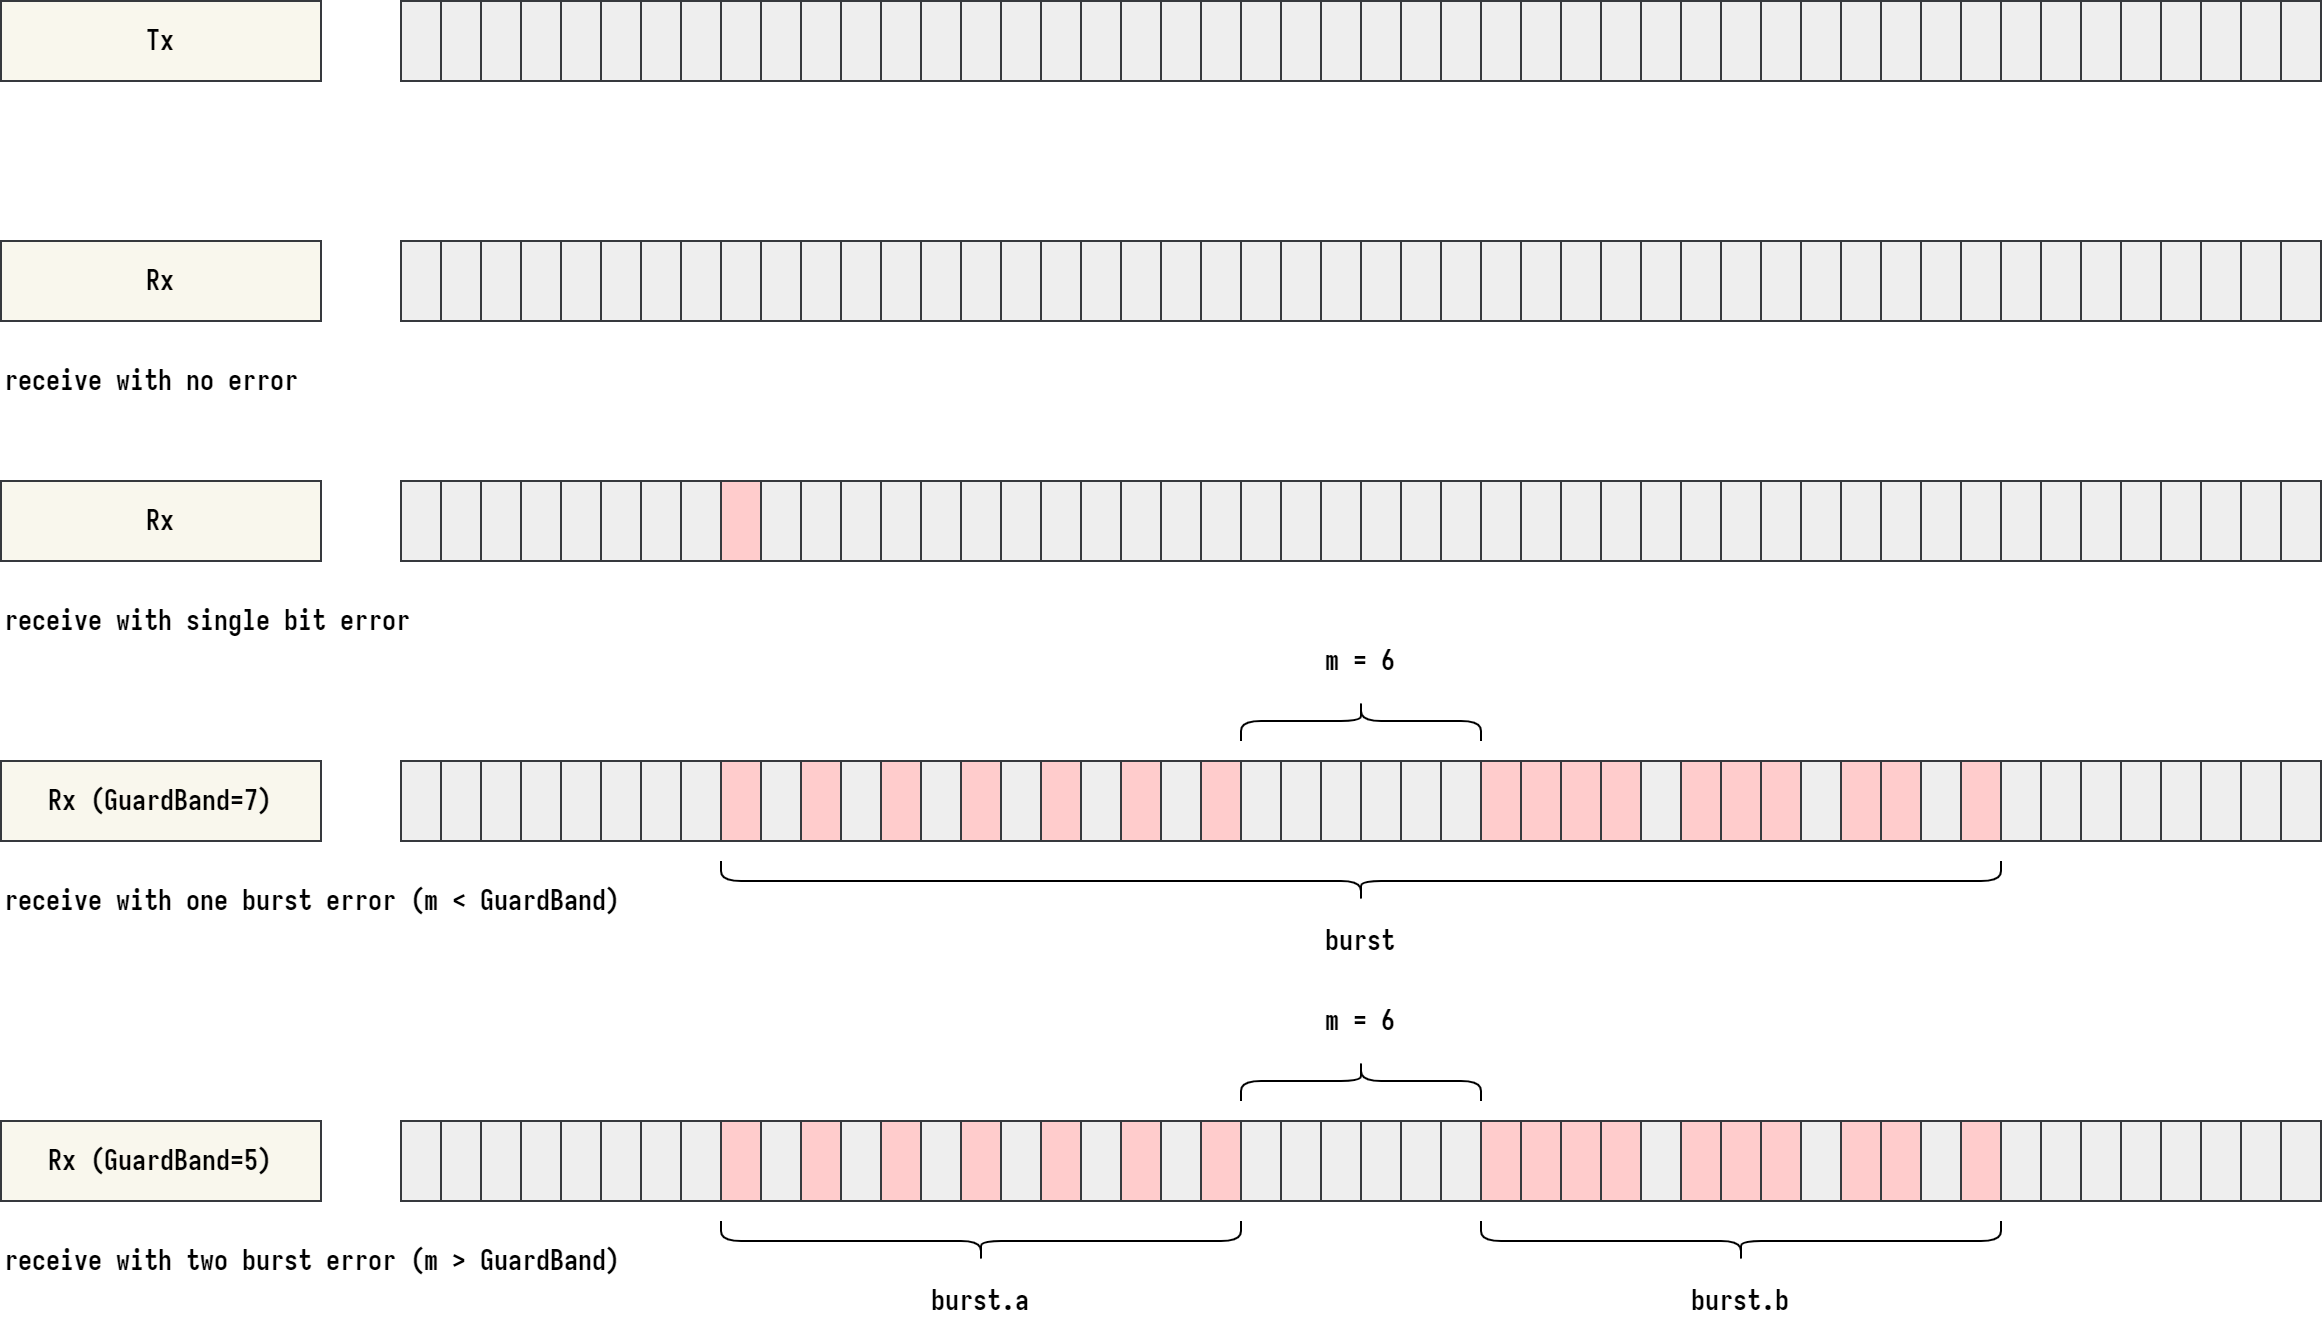 Tx
Rx
receive with no error
Rx
receive with single bit error
m = 6
Rx (GuardBand=7)
receive with one burst error (m < GuardBand)
burst
m = 6
Rx (GuardBand=5)
receive with two burst error (m > GuardBand)
burst.a
burst.b